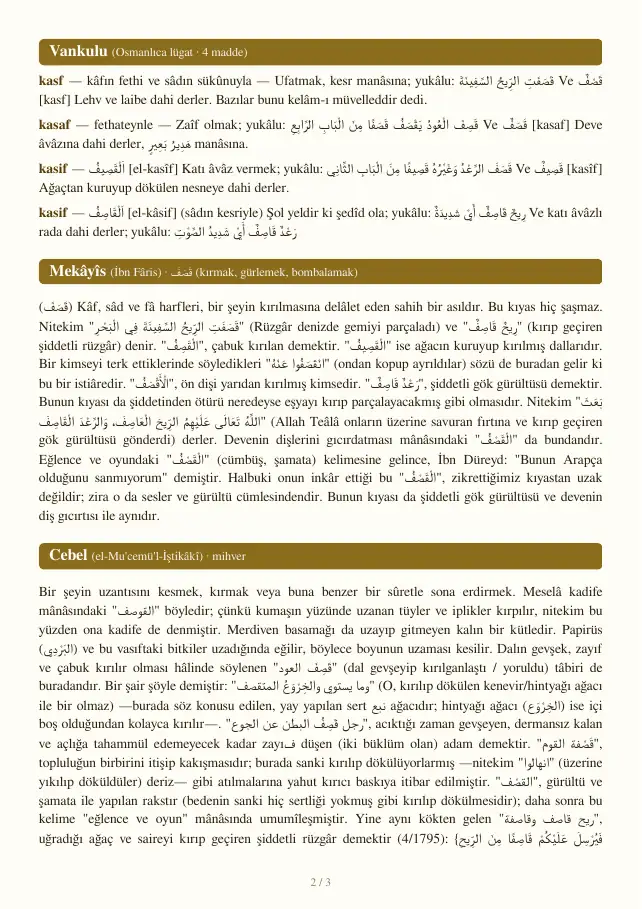 Vankulu (Osmanlıca lügat · 4 madde)
kasf — kâfın fethi ve sâdın sükûnuyla — Ufatmak, kesr manâsına; yukâlu: قَصَفَتِ الرِّيحُ السَّفِينَةَ Ve قَصْفٌ
[kasf] Lehv ve laibe dahi derler. Bazılar bunu kelâm-ı müvelleddir dedi.
kasaf — fethateynle — Zaîf olmak; yukâlu: قَصِفَ الْعُودُ يَقْصَفُ قَصَفًا مِنَ الْبَابِ الرَّابِعِ Ve قَصَفٌ [kasaf] Deve
âvâzına dahi derler, هَدِيرُ بَعِيرٍ manâsına.
kasif — اَلْقَصِيفُ [el-kasîf] Katı âvâz vermek; yukâlu: قَصَفَ الرَّعْدُ وَغَيْرُهُ قَصِيفًا مِنَ الْبَابِ الثَّانِي Ve قَصِيفٌ [kasîf]
Ağaçtan kuruyup dökülen nesneye dahi derler.
kasif — اَلْقَاصِفُ [el-kâsif] (sâdın kesriyle) Şol yeldir ki şedîd ola; yukâlu: رِيحٌ قَاصِفٌ أَيْ شَدِيدَةٌ Ve katı âvâzlı
rada dahi derler; yukâlu: رَعْدٌ قَاصِفٌ أَيْ شَدِيدُ الصَّوْتِ
Mekâyîs (İbn Fâris) · قَصَفَ (kırmak, gürlemek, bombalamak)
(قَصَفَ) Kâf, sâd ve fâ harfleri, bir şeyin kırılmasına delâlet eden sahih bir asıldır. Bu kıyas hiç şaşmaz.
Nitekim "قَصَفَتِ الرِّيحُ السَّفِينَةَ فِي الْبَحْرِ" (Rüzgâr denizde gemiyi parçaladı) ve "رِيحٌ قَاصِفٌ" (kırıp geçiren
şiddetli rüzgâr) denir. "الْقَصِفُ", çabuk kırılan demektir. "الْقَصِيفُ" ise ağacın kuruyup kırılmış dallarıdır.
Bir kimseyi terk ettiklerinde söyledikleri "انْقَصَفُوا عَنْهُ" (ondan kopup ayrıldılar) sözü de buradan gelir ki
bu bir istiâredir. "الْأَقْصَفُ", ön dişi yarıdan kırılmış kimsedir. "رَعْدٌ قَاصِفٌ", şiddetli gök gürültüsü demektir.
Bunun kıyası da şiddetinden ötürü neredeyse eşyayı kırıp parçalayacakmış gibi olmasıdır. Nitekim "بَعَثَ
اللَّهُ تَعَالَى عَلَيْهِمُ الرِّيحَ الْعَاصِفَ، وَالرَّعْدَ الْقَاصِفَ" (Allah Teâlâ onların üzerine savuran fırtına ve kırıp geçiren
gök gürültüsü gönderdi) derler. Devenin dişlerini gıcırdatması mânâsındaki "الْقَصْفُ" da bundandır.
Eğlence ve oyundaki "الْقَصْفُ" (cümbüş, şamata) kelimesine gelince, İbn Düreyd: "Bunun Arapça
olduğunu sanmıyorum" demiştir. Halbuki onun inkâr ettiği bu "الْقَصْفُ", zikrettiğimiz kıyastan uzak
değildir; zira o da sesler ve gürültü cümlesindendir. Bunun kıyası da şiddetli gök gürültüsü ve devenin
diş gıcırtısı ile aynıdır.
Cebel (el-Mu'cemü'l-İştikâkî) · mihver
Bir şeyin uzantısını kesmek, kırmak veya buna benzer bir sûretle sona erdirmek. Meselâ kadife
mânâsındaki "القوصف" böyledir; çünkü kumaşın yüzünde uzanan tüyler ve iplikler kırpılır, nitekim bu
yüzden ona kadife de denmiştir. Merdiven basamağı da uzayıp gitmeyen kalın bir kütledir. Papirüs
(البَرْدِي) ve bu vasıftaki bitkiler uzadığında eğilir, böylece boyunun uzaması kesilir. Dalın gevşek, zayıf
ve çabuk kırılır olması hâlinde söylenen "قَصِف العود" (dal gevşeyip kırılganlaştı / yoruldu) tâbiri de
buradandır. Bir şair şöyle demiştir: "وما يستوي والخِرْوَعُ المتقصف" (O, kırılıp dökülen kenevir/hintyağı ağacı
ile bir olmaz) —burada söz konusu edilen, yay yapılan sert نبع ağacıdır; hintyağı ağacı (الخِرْوَع) ise içi
boş olduğundan kolayca kırılır—. "رجل قَصِفُ البطن عن الجوع", acıktığı zaman gevşeyen, dermansız kalan
ve açlığa tahammül edemeyecek kadar zayıف düşen (iki büklüm olan) adam demektir. "قَصْفة القوم",
topluluğun birbirini itişip kakışmasıdır; burada sanki kırılıp dökülüyorlarmış —nitekim "انهالوا" (üzerine
yıkılıp döküldüler) deriz— gibi atılmalarına yahut kırıcı baskıya itibar edilmiştir. "القصْف", gürültü ve
şamata ile yapılan rakstır (bedenin sanki hiç sertliği yokmuş gibi kırılıp dökülmesidir); daha sonra bu
kelime "eğlence ve oyun" mânâsında umumîleşmiştir. Yine aynı kökten gelen "ريح قاصف وقاصفة",
uğradığı ağaç ve saireyi kırıp geçiren şiddetli rüzgâr demektir (4/1795): {فَيُرْسِلَ عَلَيْكُمْ قَاصِفًا مِنَ الرِّيحِ
2 / 3